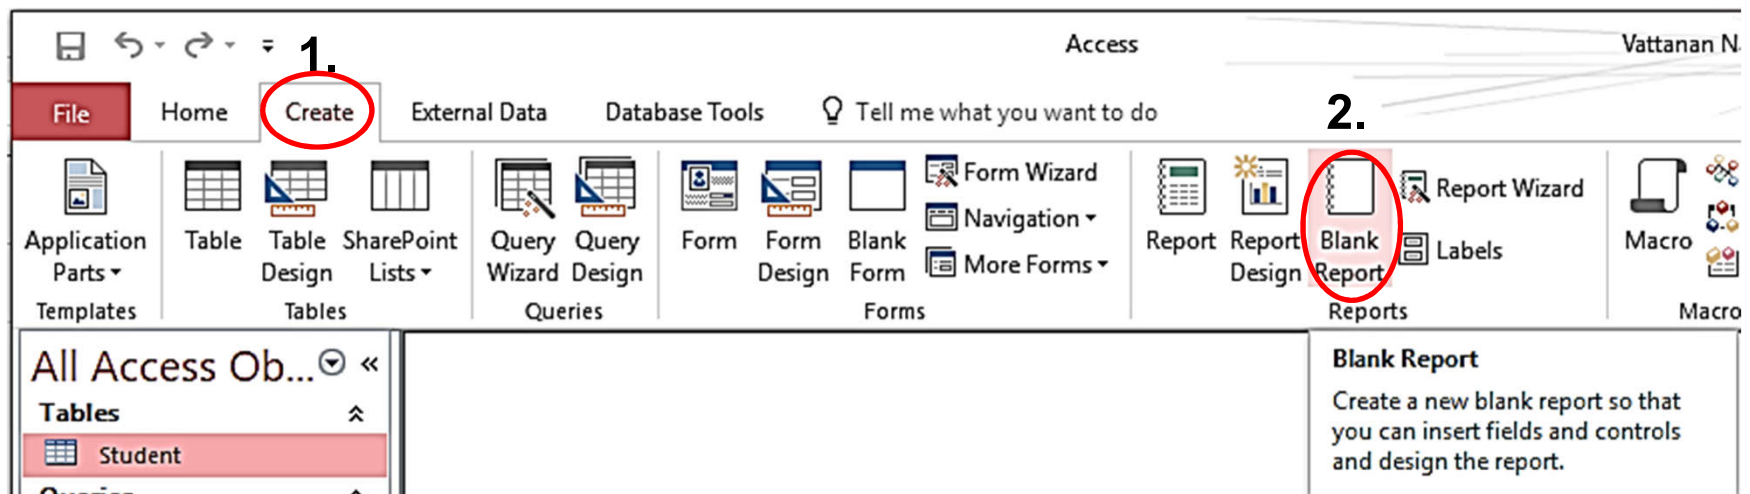 1.
Access
Vattanan N
File Home Create External Data Database Tools Tell me what you want to do
2.
Application Parts
Table
Table Design
SharePoint Lists
Query Wizard
Query Design
Form
Form Design
Blank Form
Form Wizard
Navigation
More Forms
Report
Report Design
Blank Report
Report Wizard
Labels
Macro
Templates Tables Queries Forms Reports Macro
All Access Ob...
Tables
Student
Queries
Blank Report
Create a new blank report so that
you can insert fields and controls
and design the report.